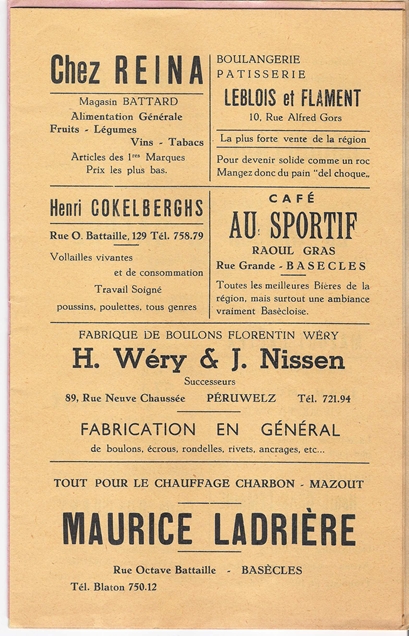 Chez REINA
Magasin BATTARD
Alimentation Générale
Fruits - Légumes
Vins - Tabacs
Articles des 1res Marques
Prix les plus bas.
BOULANGERIE
PATISSERIE
LEBLOIS et FLAMENT
10, Rue Alfred Gors
La plus forte vente de la région
Pour devenir solide comme un roc
Mangez donc du pain "del choque„
Henri COKELBERGHS
Rue O. Battaille, 129 Tél. 758.79
Vollailles vivantes
et de consommation
Travail Soigné
poussins, poulettes, tous genres
CAFÉ
AU SPORTIF
RAOUL GRAS
Rue Grande - BASECLES
Toutes les meilleures Bières de la
région, mais surtout une ambiance
vraiment Basècloise.
FABRIQUE DE BOULONS FLORENTIN WÉRY
H. Wéry & J. Nissen
Successeurs
89, Rue Neuve Chaussée PÉRUWELZ Tél. 721.94
FABRICATION EN GÉNÉRAL
de boulons, écrous, rondelles, rivets, ancrages, etc...
TOUT POUR LE CHAUFFAGE CHARBON - MAZOUT
MAURICE LADRIÈRE
Rue Octave Battaille - BASÈCLES
Tél. Blaton 750.12